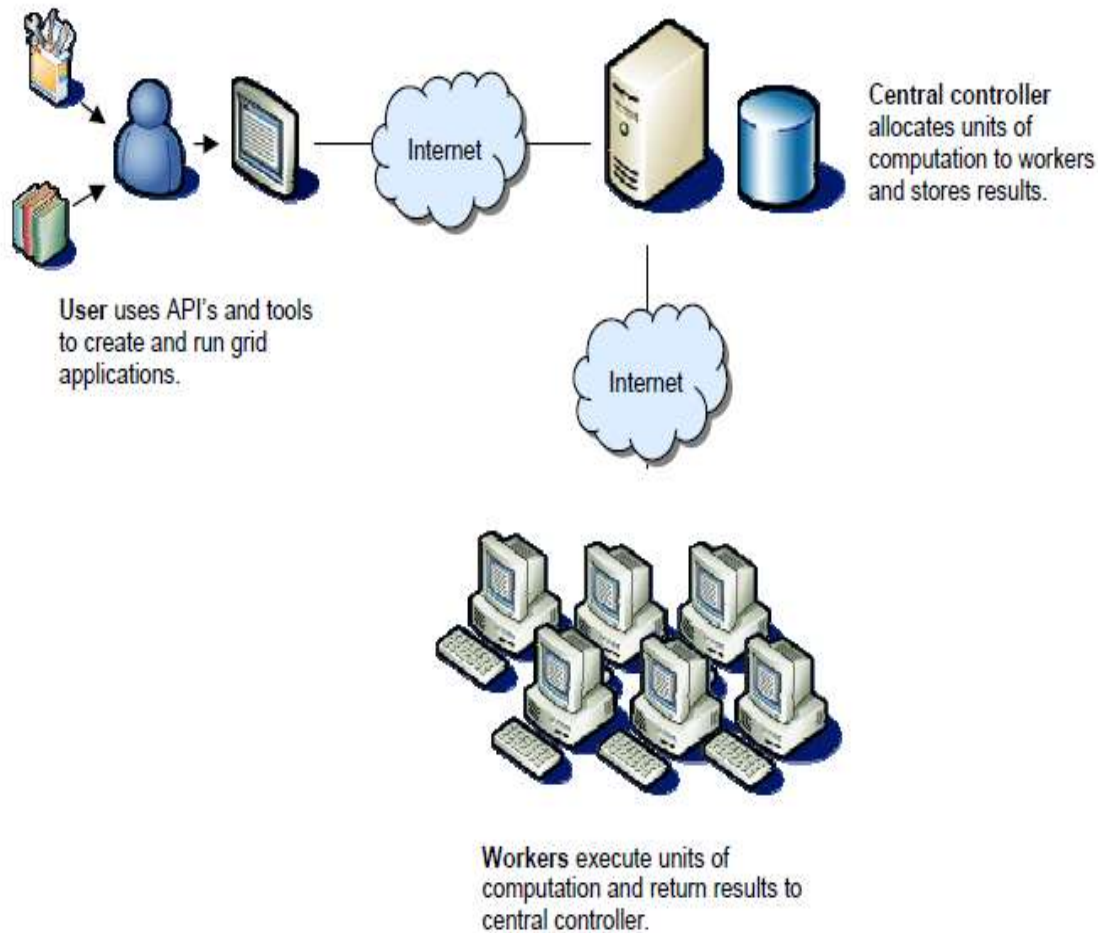 Internet
Central controller
allocates units of
computation to workers
and stores results.
User uses API's and tools
to create and run grid
applications.
Internet
Workers execute units of
computation and return results to
central controller.